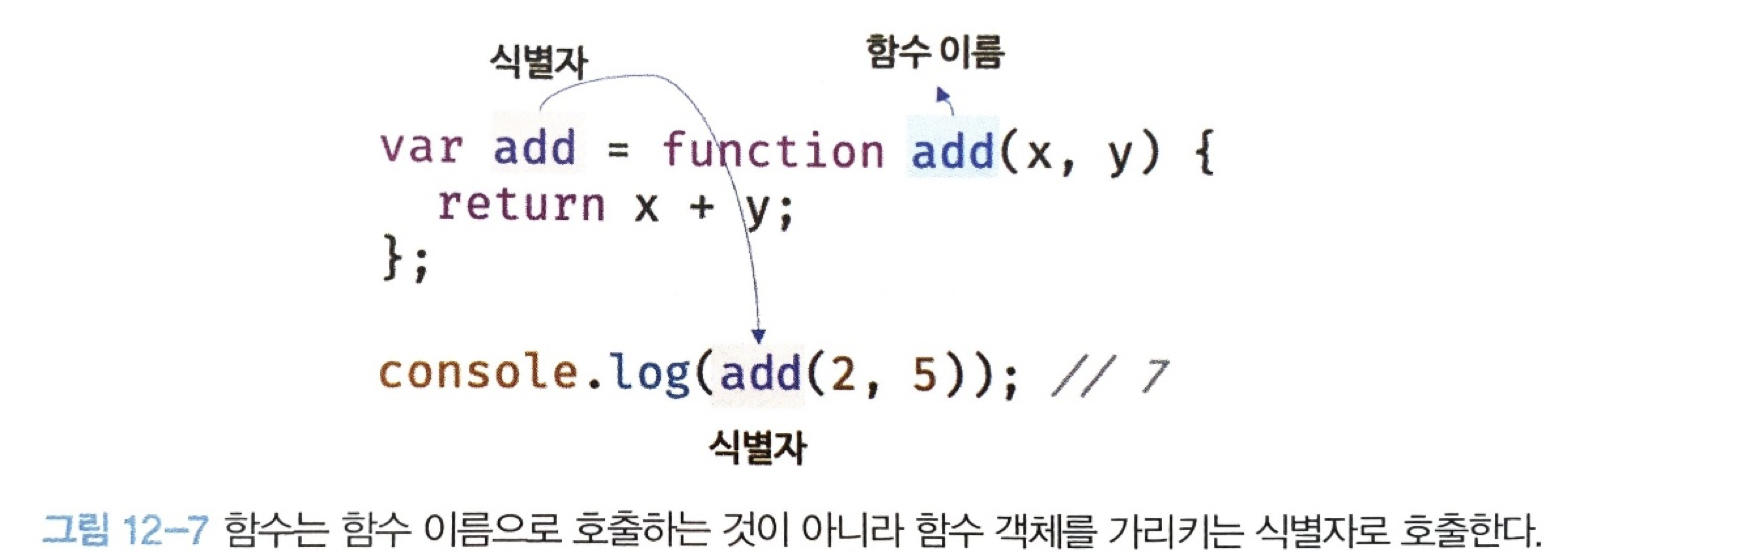 식별자 함수 이름
var add = function add(x, y) {
  return x + y;
};
console.log(add(2, 5)); // 7
식별자
그림 12-7 함수는 함수 이름으로 호출하는 것이 아니라 함수 객체를 가리키는 식별자로 호출한다.